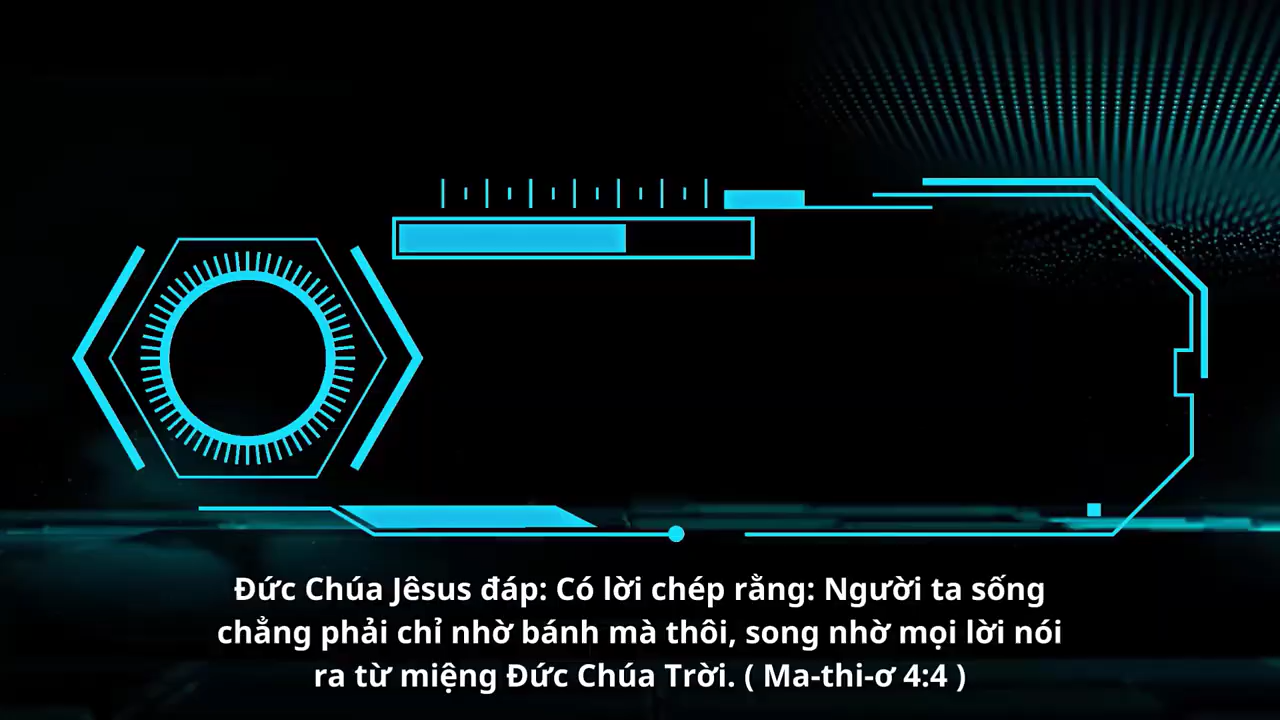 Đức Chúa Jêsus đáp: Có lời chép rằng: Người ta sống
chẳng phải chỉ nhờ bánh mà thôi, song nhờ mọi lời nói
ra từ miệng Đức Chúa Trời. ( Ma-thi-ơ 4:4 )